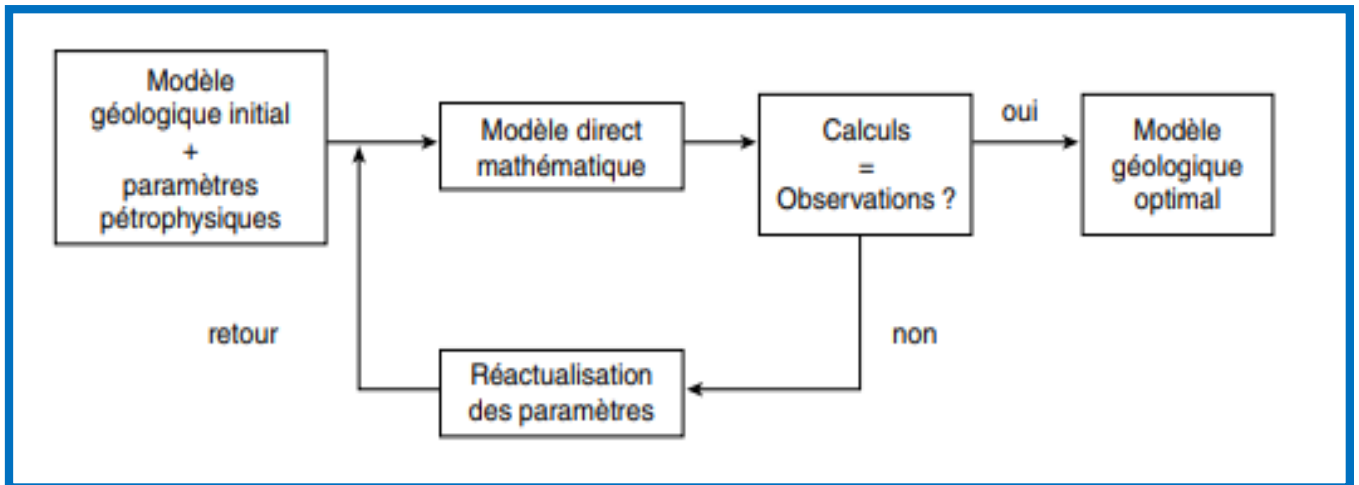 Modèle
géologique initial
+
paramètres
pétrophysiques
Modèle direct
mathématique
Calculs
=
Observations ?
oui
Modèle
géologique
optimal
retour
non
Réactualisation
des paramètres